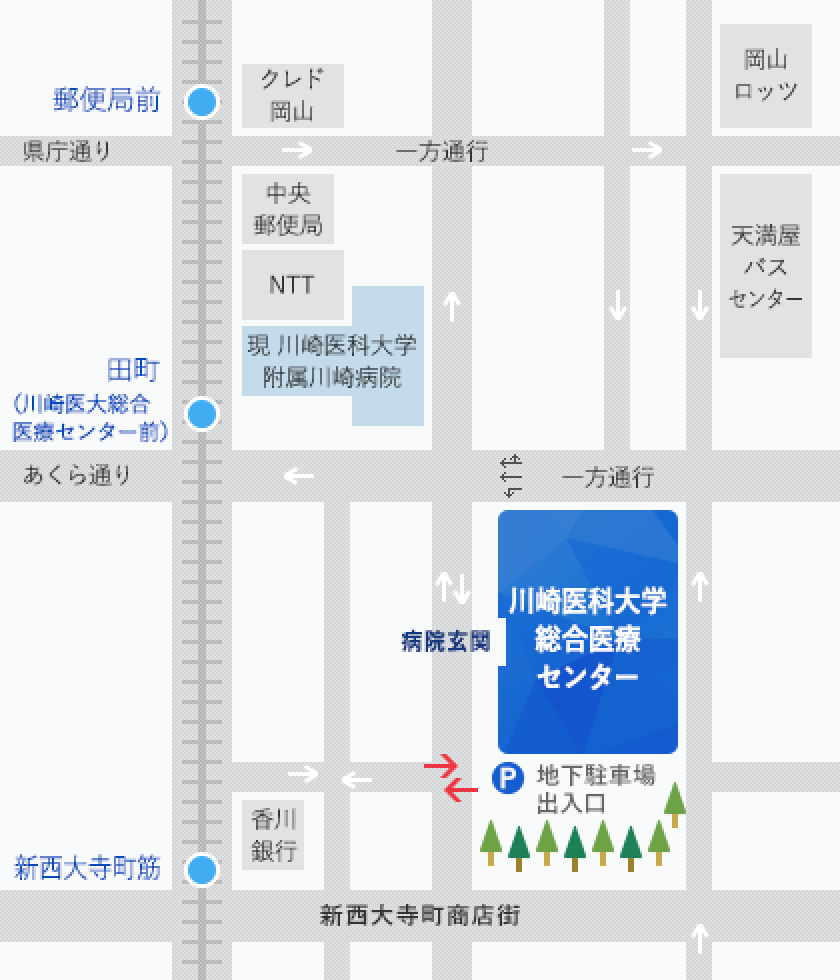 岡山
ロッツ
クレド
岡山
郵便局前
県庁通り
一方通行
中央
郵便局
天満屋
バス
センター
NTT
現 川崎医科大学
附属川崎病院
田町
(川崎医大総合
医療センター前)
あくら通り
一方通行
川崎医科大学
総合医療
センター
病院玄関
P
地下駐車場
出入口
香川
銀行
新西大寺町筋
新西大寺町商店街